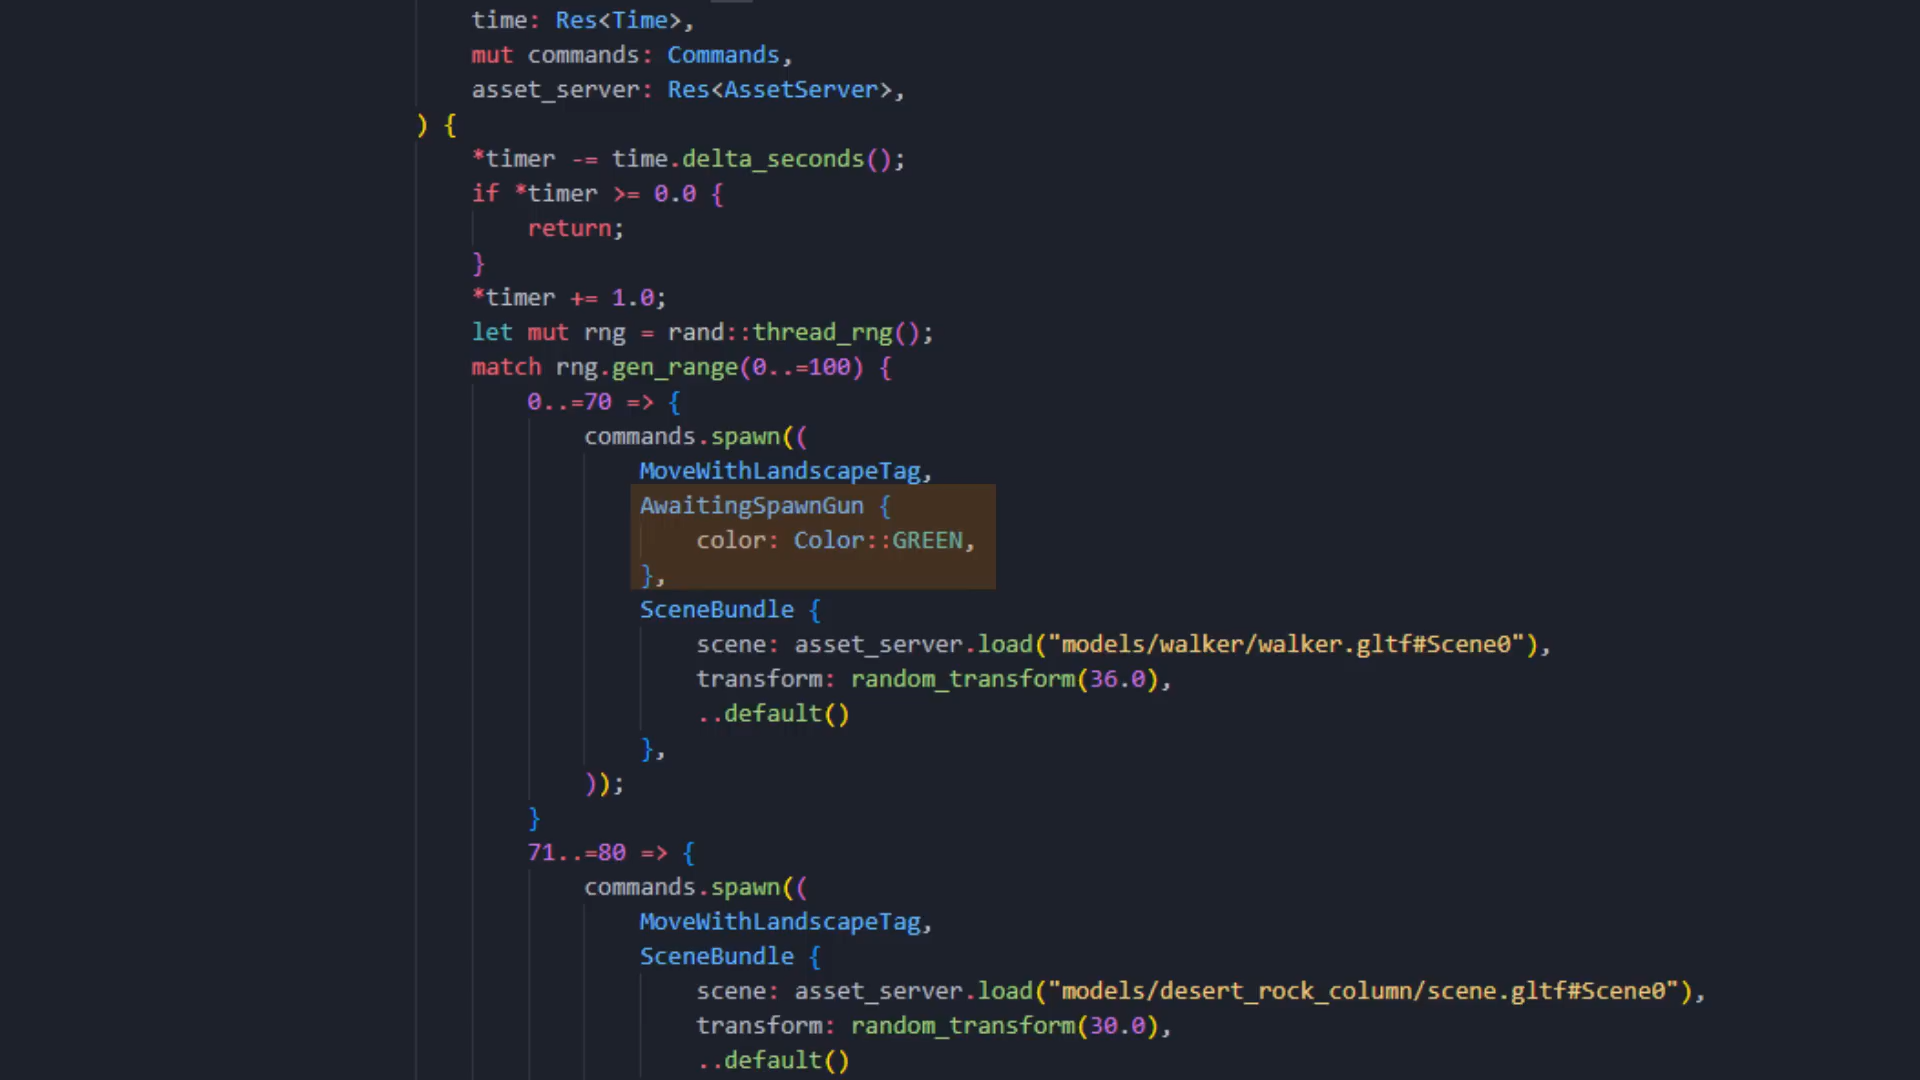 time: Res<Time>,
mut commands: Commands,
asset_server: Res<AssetServer>,
) {
*timer -= time.delta_seconds();
if *timer >= 0.0 {
return;
}
*timer += 1.0;
let mut rng = rand::thread_rng();
match rng.gen_range(0..=100) {
0..=70 => {
commands.spawn((
MoveWithLandscapeTag,
AwaitingSpawnGun {
color: Color::GREEN,
},
SceneBundle {
scene: asset_server.load("models/walker/walker.gltf#Scene0"),
transform: random_transform(36.0),
..default()
},
));
}
71..=80 => {
commands.spawn((
MoveWithLandscapeTag,
SceneBundle {
scene: asset_server.load("models/desert_rock_column/scene.gltf#Scene0"),
transform: random_transform(30.0),
..default()